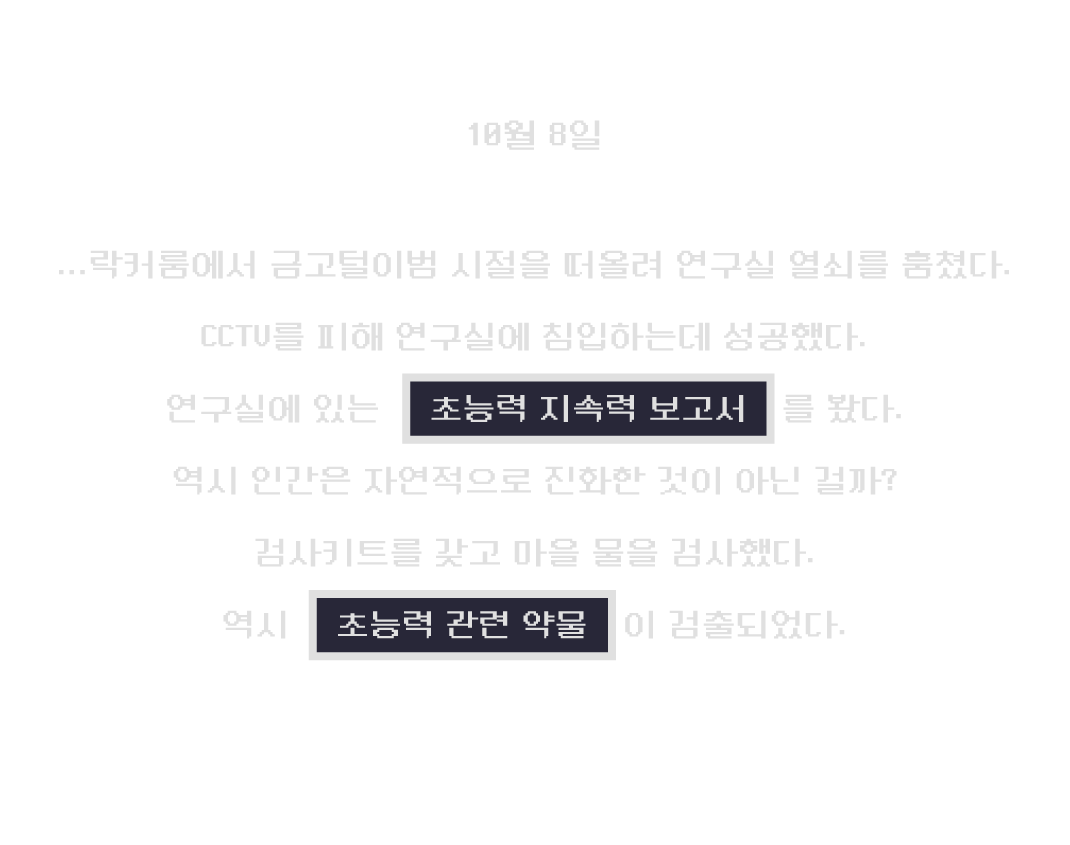 10월 8일
...락커룸에서 금고털이범 시절을 떠올려 연구실 열쇠를 훔쳤다.
CCTV를 피해 연구실에 침입하는데 성공했다.
연구실에 있는 초능력 지속력 보고서 를 봤다.
역시 인간은 자연적으로 진화한 것이 아닌 걸까?
검사키트를 갖고 마을 물을 검사했다.
역시 초능력 관련 약물 이 검출되었다.